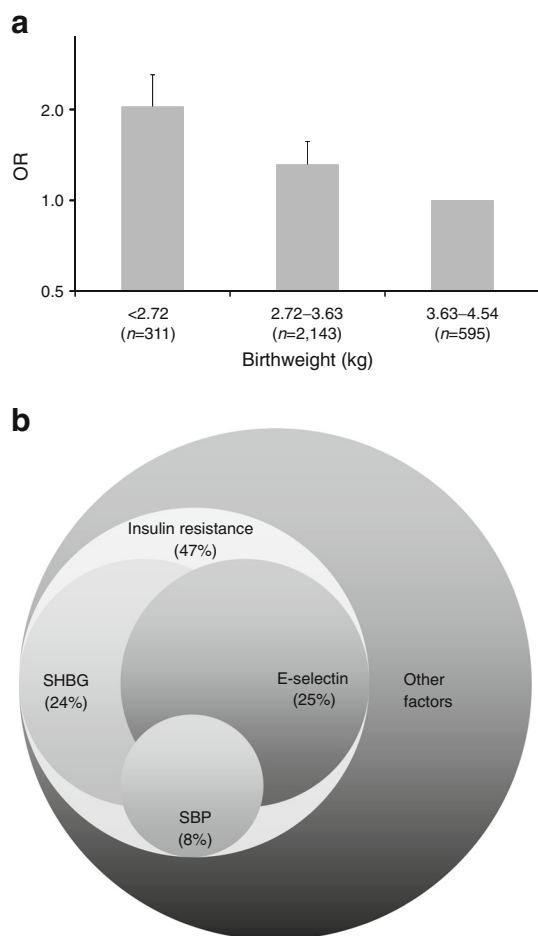 a
OR
2.0
1.0
0.5
<2.72
(n=311)
2.72–3.63
(n=2,143)
3.63–4.54
(n=595)
Birthweight (kg)
b
Insulin resistance
(47%)
SHBG
(24%)
E-selectin
(25%)
Other
factors
SBP
(8%)